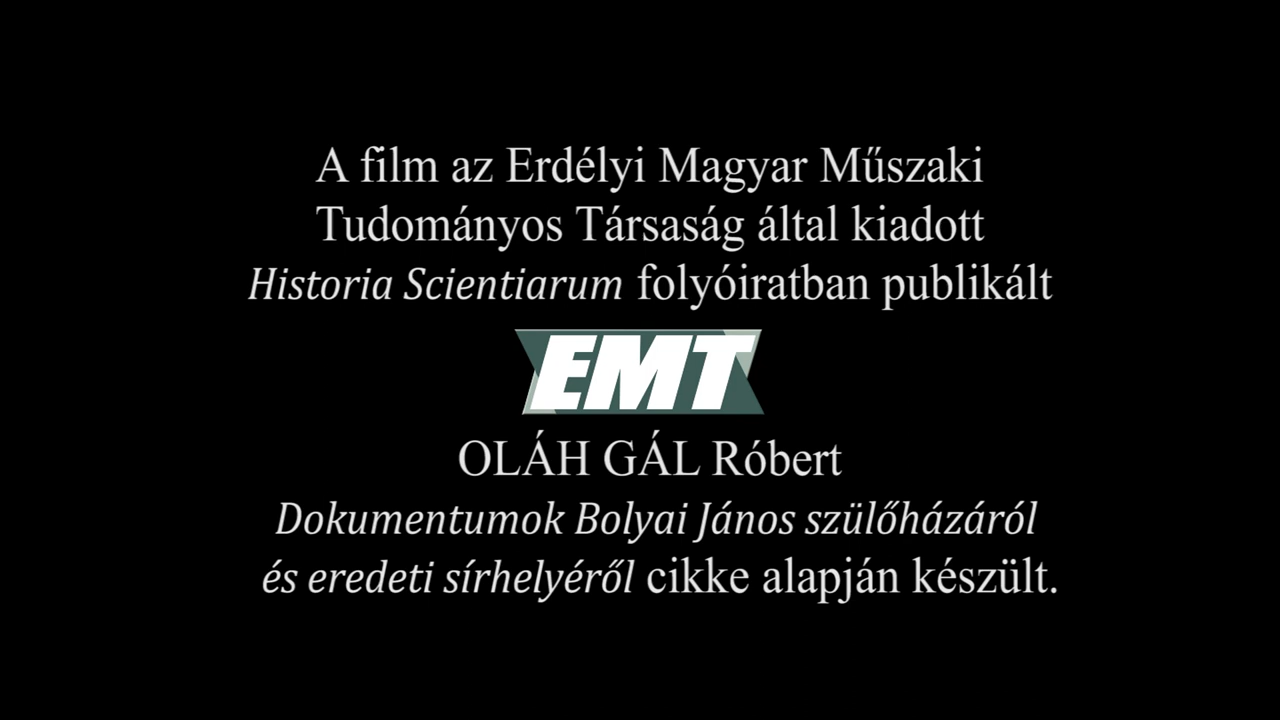 A film az Erdélyi Magyar Műszaki
Tudományos Társaság által kiadott
Historia Scientiarum folyóiratban publikált
EMT
OLÁH GÁL Róbert
Dokumentumok Bolyai János szülőházáról
és eredeti sírhelyéről cikke alapján készült.